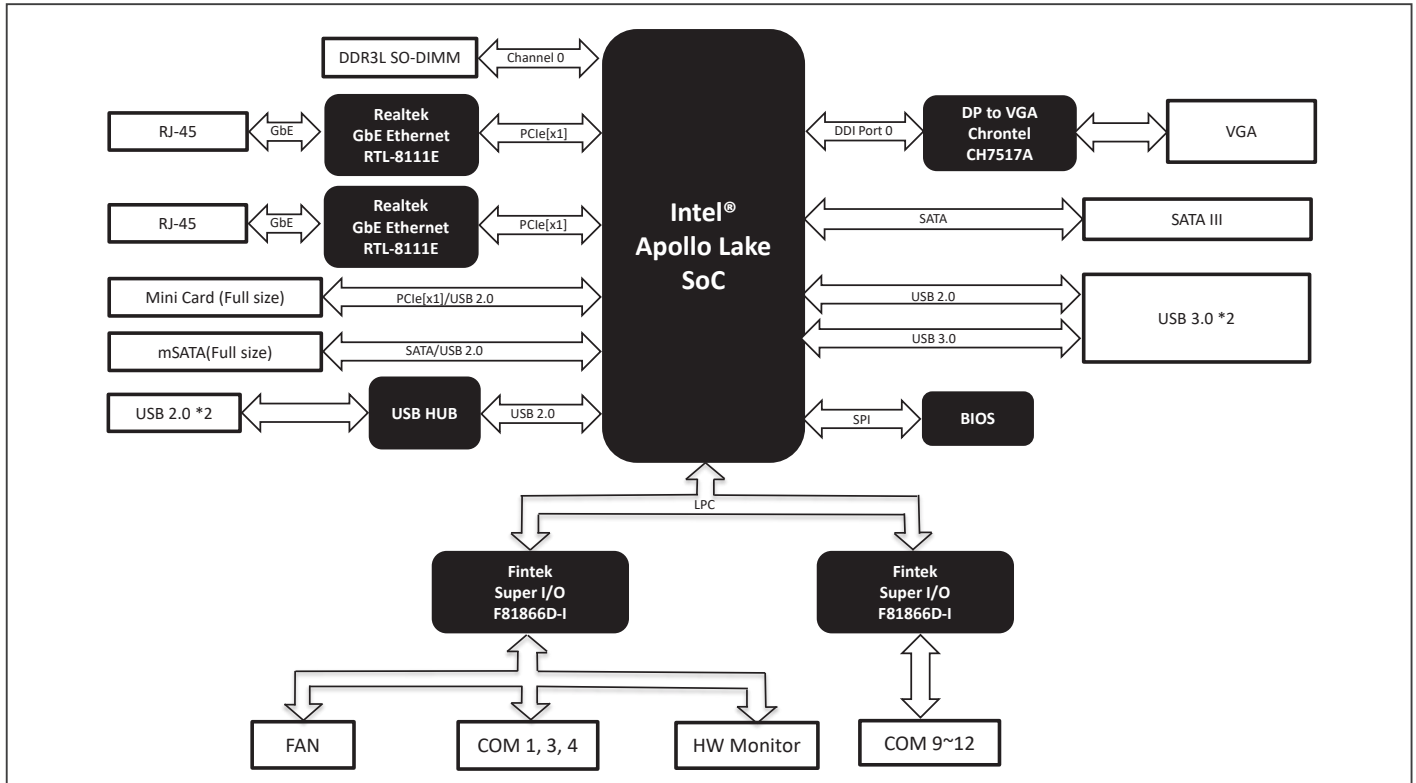 DDR3L SO-DIMM
Channel 0
RJ-45
GbE
Realtek
GbE Ethernet
RTL-8111E
PCIe[x1]
RJ-45
GbE
Realtek
GbE Ethernet
RTL-8111E
PCIe[x1]
Mini Card (Full size)
PCIe[x1]/USB 2.0
mSATA(Full size)
SATA/USB 2.0
USB 2.0 *2
USB HUB
USB 2.0
Intel®
Apollo Lake
SoC
DDI Port 0
DP to VGA
Chrontel
CH7517A
VGA
SATA
SATA III
USB 2.0
USB 3.0
USB 3.0 *2
SPI
BIOS
LPC
Fintek
Super I/O
F81866D-I
Fintek
Super I/O
F81866D-I
FAN
COM 1, 3, 4
HW Monitor
COM 9~12